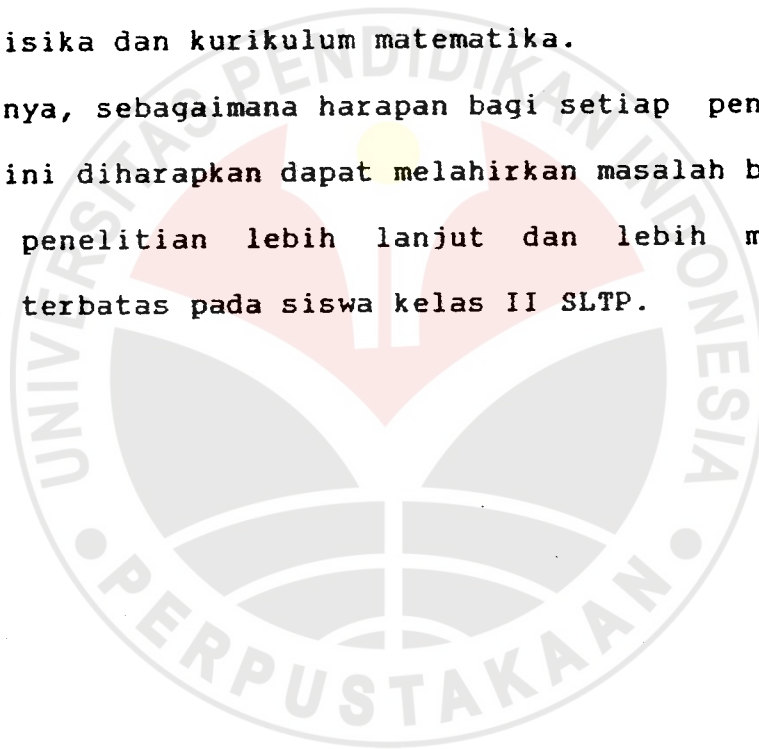 isika dan kurikulum matematika.
nya, sebagaimana harapan bagi setiap pen
ini diharapkan dapat melahirkan masalah b
penelitian lebih lanjut dan lebih m
terbatas pada siswa kelas II SLTP.
UNIVERSITAS PENDIDIKAN INDONESIA
PERPUSTAKAAN